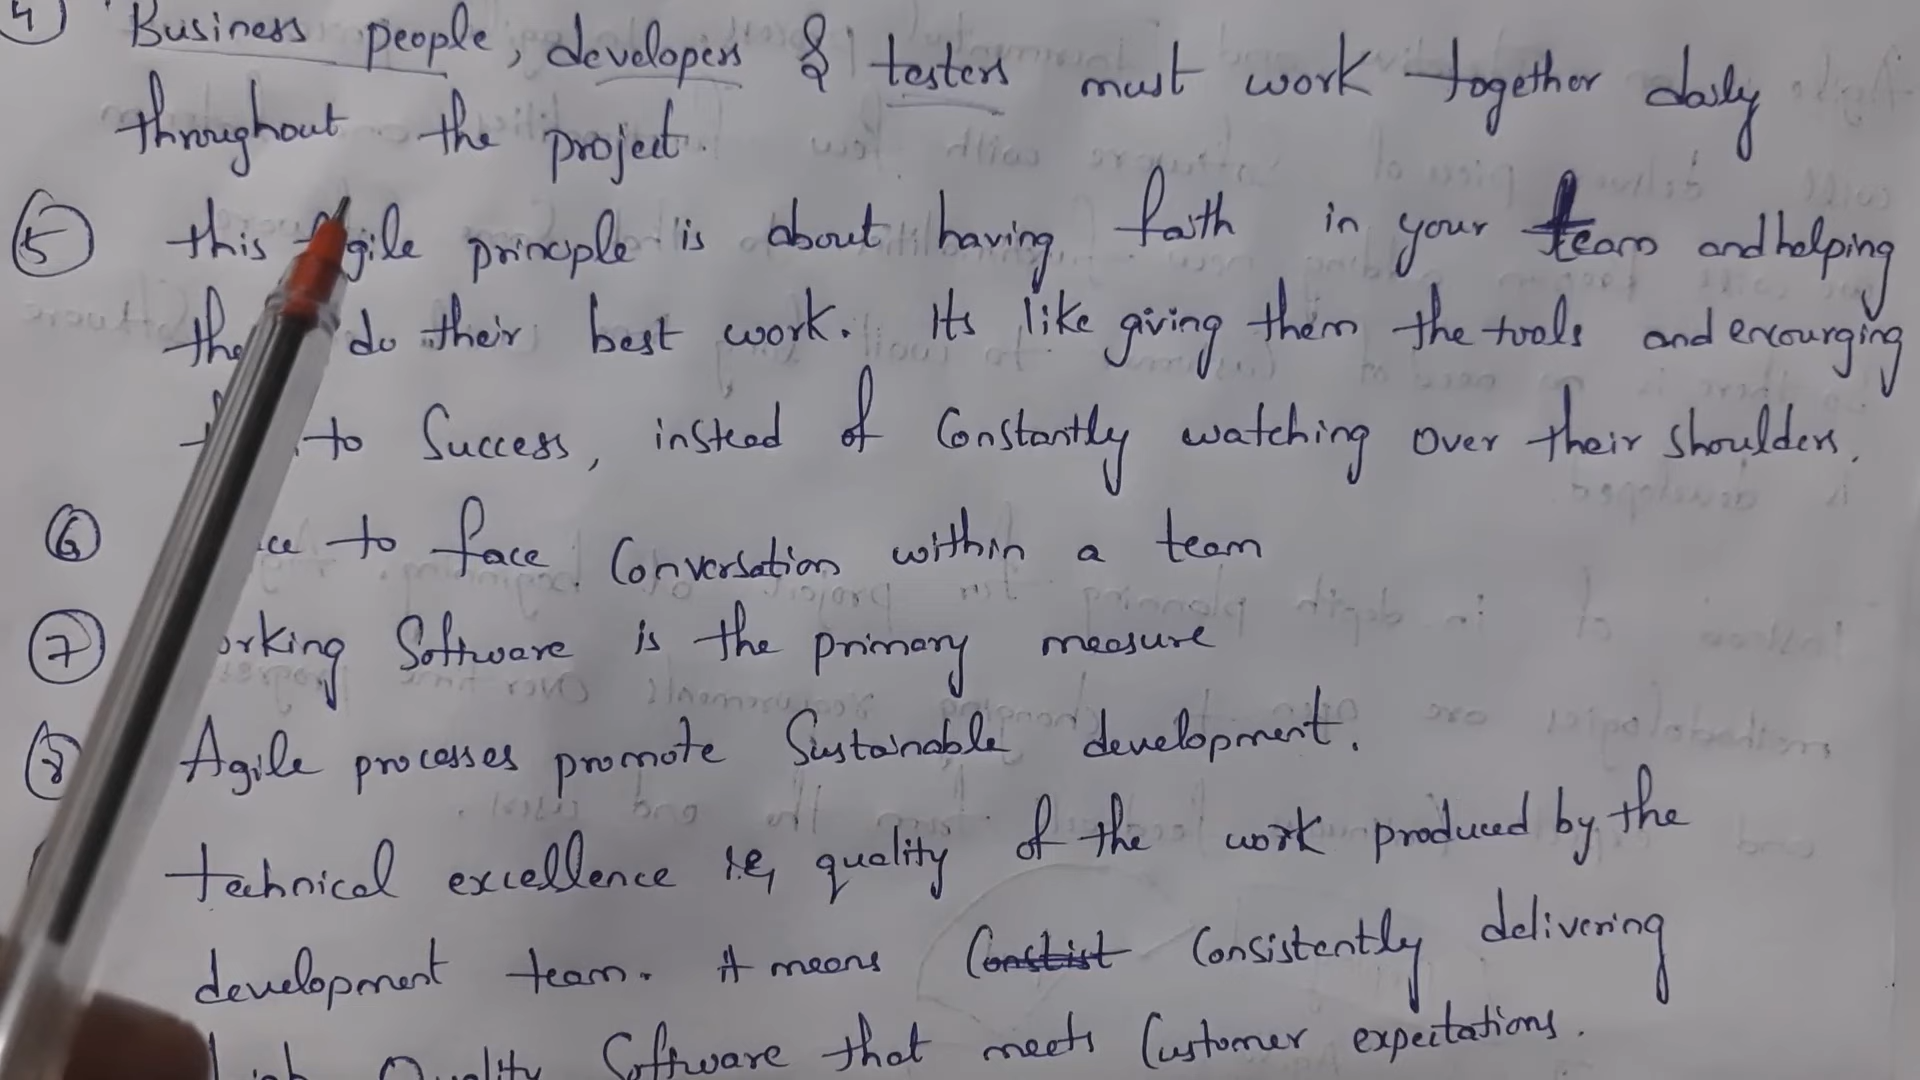 4 Business people, developers & testers must work together daily
throughout the project.
5 this Agile principle is about having faith in your team and helping
do their best work. Its like giving them the tools and encourging
to Success, instead of Constantly watching over their shoulders.
6 to face Conversation within a team
7 Software is the primary measure
8 Agile processes promote Sustainable development.
technical excellence i.e, quality of the work produced by the
development team. it means Consistently delivering
Quality Software that meets Customer expectations.